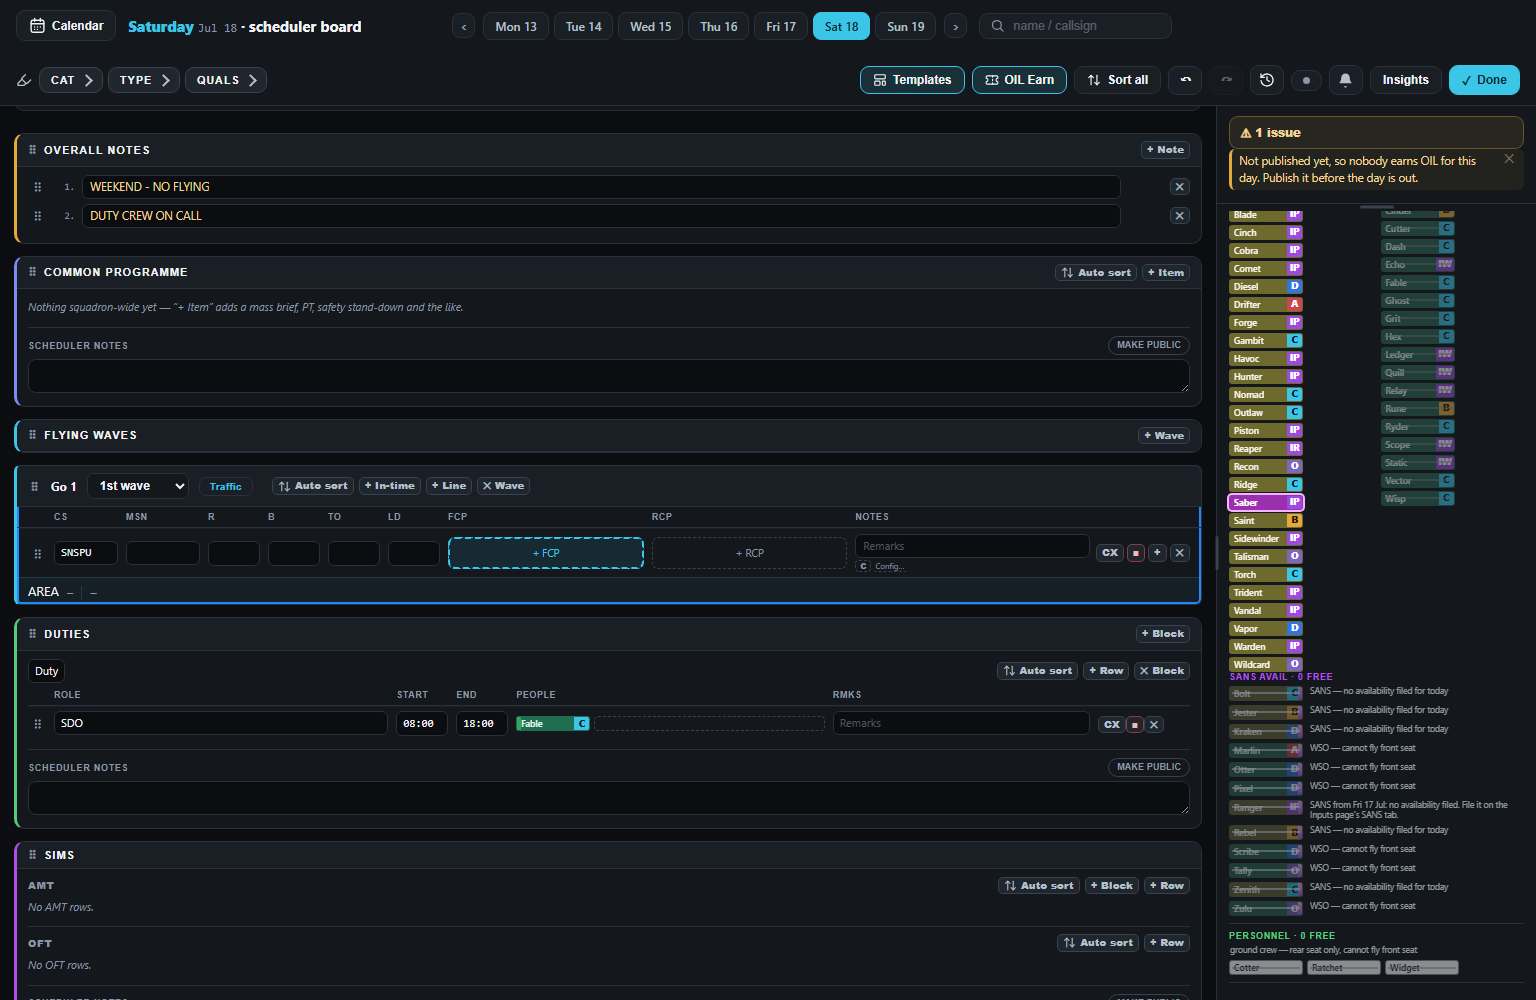 Calendar
Saturday Jul 18 · scheduler board
‹ Mon 13 Tue 14 Wed 15 Thu 16 Fri 17 Sat 18 Sun 19 ›
name / callsign
CAT TYPE QUALS
Templates OIL Earn Sort all Insights ✓ Done
OVERALL NOTES
+ Note
1. WEEKEND - NO FLYING ✕
2. DUTY CREW ON CALL ✕
COMMON PROGRAMME
Auto sort + Item
Nothing squadron-wide yet — "+ Item" adds a mass brief, PT, safety stand-down and the like.
SCHEDULER NOTES MAKE PUBLIC
FLYING WAVES
+ Wave
Go 1 1st wave Traffic Auto sort + In-time + Line ✕ Wave
CS MSN R B TO LD FCP RCP NOTES
SNSPU + FCP + RCP Remarks CX + ✕
C Config...
AREA – | –
DUTIES
+ Block
Duty Auto sort + Row ✕ Block
ROLE START END PEOPLE RMKS
SDO 08:00 18:00 Fable C Remarks CX ✕
SCHEDULER NOTES MAKE PUBLIC
SIMS
AMT Auto sort + Block + Row
No AMT rows.
OFT Auto sort + Row
No OFT rows.
⚠ 1 issue
Not published yet, so nobody earns OIL for this
day. Publish it before the day is out.
Blade IP
Cinch IP
Cobra IP
Comet IP
Diesel D
Drifter A
Forge IP
Gambit C
Havoc IP
Hunter IP
Nomad C
Outlaw C
Piston IP
Reaper IR
Recon O
Ridge C
Saber IP
Saint B
Sidewinder IP
Talisman O
Torch C
Trident IP
Vandal IP
Vapor D
Warden IP
Wildcard O
Cinder
Cutter C
Dash C
Echo
Fable C
Ghost C
Grit C
Hex C
Ledger
Quill
Relay
Rune B
Ryder C
Scope
Static
Vector C
Wisp C
SANS AVAIL · 0 FREE
Bolt C SANS — no availability filed for today
Jester B SANS — no availability filed for today
Kraken D SANS — no availability filed for today
Marlin A WSO — cannot fly front seat
Otter D WSO — cannot fly front seat
Pixel D WSO — cannot fly front seat
Ranger IP SANS from Fri 17 Jul: no availability filed. File it on the
Inputs page's SANS tab.
Rebel B SANS — no availability filed for today
Scribe D WSO — cannot fly front seat
Tally O WSO — cannot fly front seat
Zenith C SANS — no availability filed for today
Zulu O WSO — cannot fly front seat
PERSONNEL · 0 FREE
ground crew — rear seat only, cannot fly front seat
Cotter Ratchet Widget